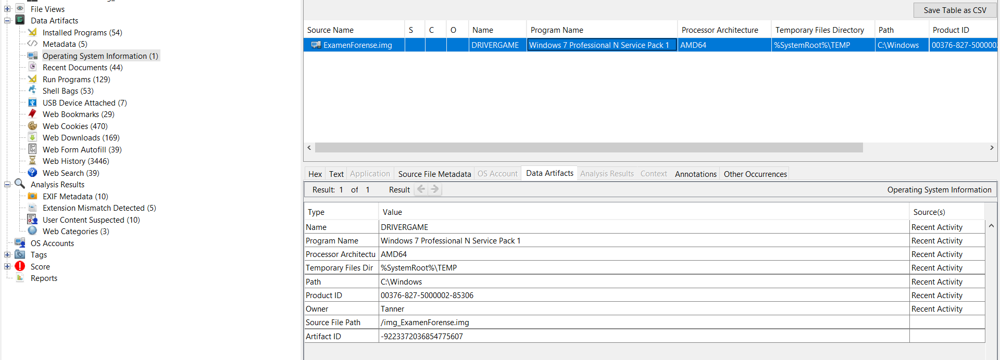 File Views
Data Artifacts
Installed Programs (54)
Metadata (5)
Operating System Information (1)
Recent Documents (44)
Run Programs (129)
Shell Bags (53)
USB Device Attached (7)
Web Bookmarks (29)
Web Cookies (470)
Web Downloads (169)
Web Form Autofill (39)
Web History (3446)
Web Search (39)
Analysis Results
EXIF Metadata (10)
Extension Mismatch Detected (5)
User Content Suspected (10)
Web Categories (3)
OS Accounts
Tags
Score
Reports
Save Table as CSV
Source Name S C O Name Program Name Processor Architecture Temporary Files Directory Path Product ID
ExamenForense.img DRIVERGAME Windows 7 Professional N Service Pack 1 AMD64 %SystemRoot%\TEMP C:\Windows 00376-827-500000
Hex Text Application Source File Metadata OS Account Data Artifacts Analysis Results Context Annotations Other Occurrences
Result: 1 of 1 Result Operating System Information
Type Value Source(s)
Name DRIVERGAME Recent Activity
Program Name Windows 7 Professional N Service Pack 1 Recent Activity
Processor Architectu AMD64 Recent Activity
Temporary Files Dir %SystemRoot%\TEMP Recent Activity
Path C:\Windows Recent Activity
Product ID 00376-827-5000002-85306 Recent Activity
Owner Tanner Recent Activity
Source File Path /img_ExamenForense.img
Artifact ID -9223372036854775607